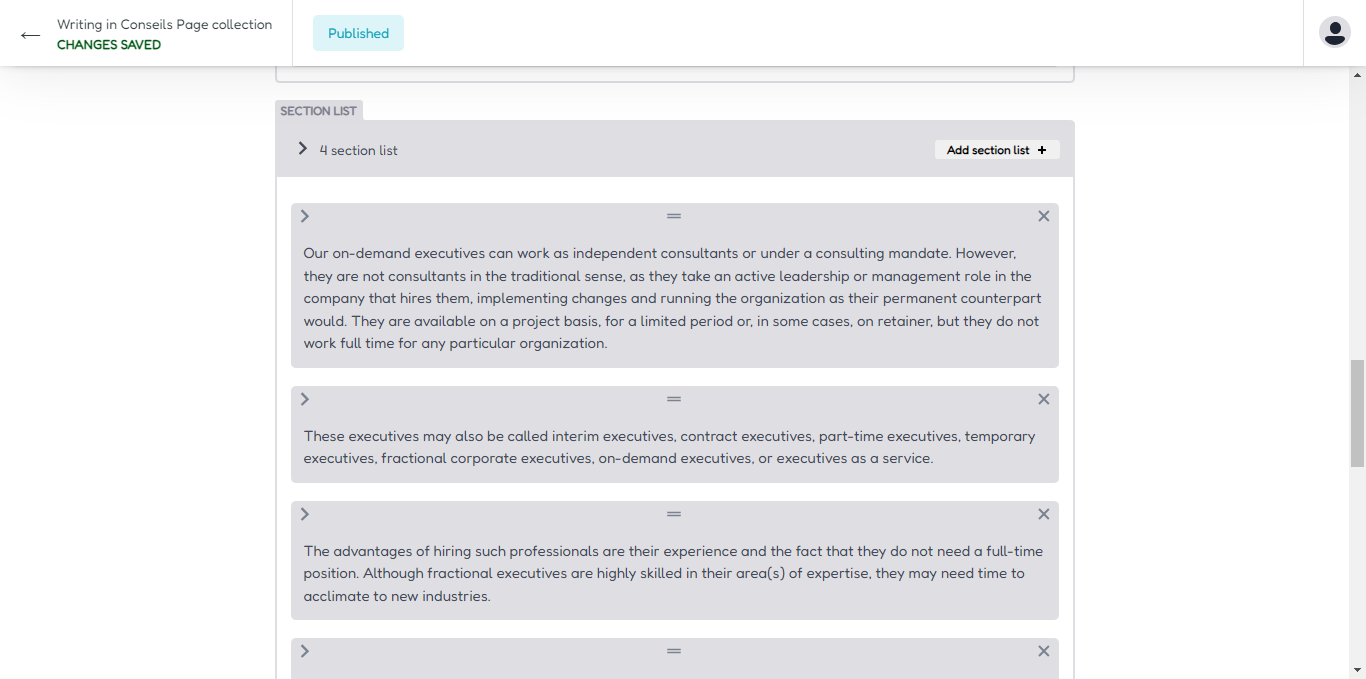 Writing in Conseils Page collection
CHANGES SAVED
Published
SECTION LIST
4 section list
Add section list +
Our on-demand executives can work as independent consultants or under a consulting mandate. However,
they are not consultants in the traditional sense, as they take an active leadership or management role in the
company that hires them, implementing changes and running the organization as their permanent counterpart
would. They are available on a project basis, for a limited period or, in some cases, on retainer, but they do not
work full time for any particular organization.
These executives may also be called interim executives, contract executives, part-time executives, temporary
executives, fractional corporate executives, on-demand executives, or executives as a service.
The advantages of hiring such professionals are their experience and the fact that they do not need a full-time
position. Although fractional executives are highly skilled in their area(s) of expertise, they may need time to
acclimate to new industries.